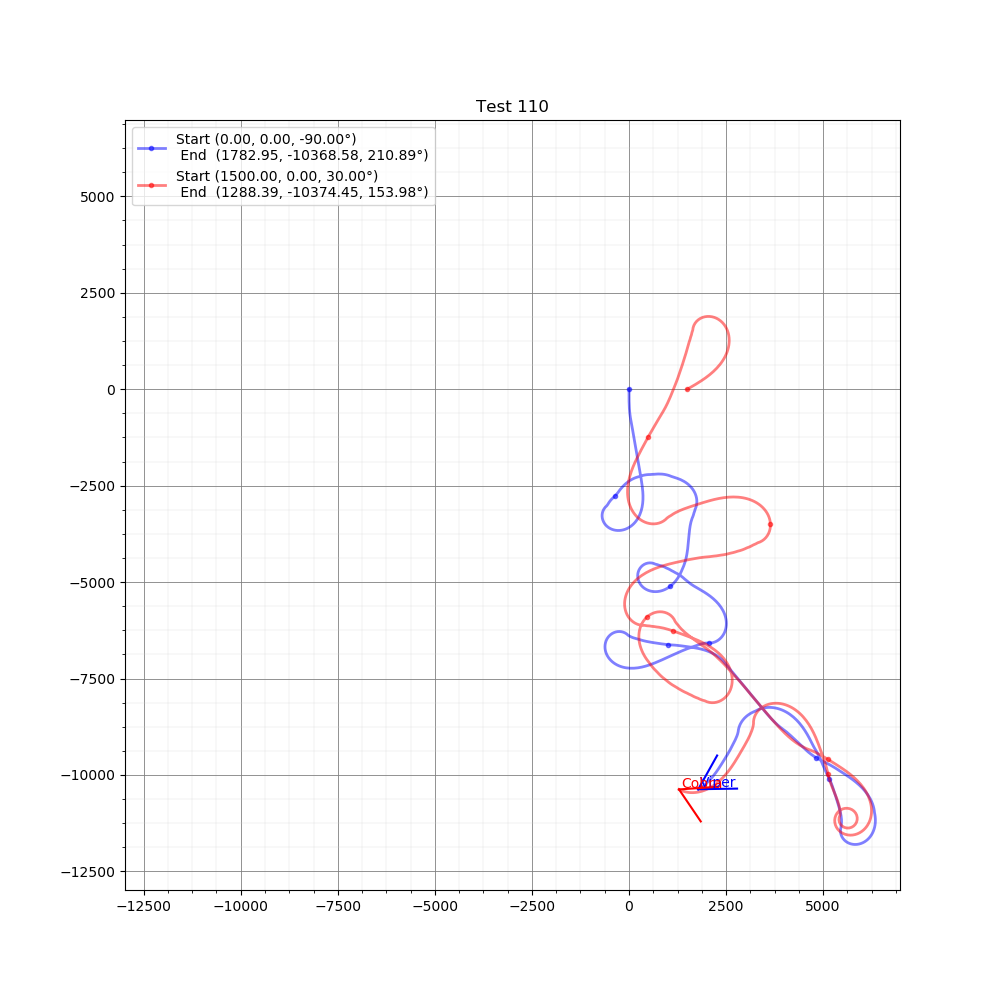 Test 110
Start (0.00, 0.00, -90.00°)
End (1782.95, -10368.58, 210.89°)
Start (1500.00, 0.00, 30.00°)
End (1288.39, -10374.45, 153.98°)
5000
2500
0
−2500
−5000
−7500
−10000
−12500
Viper
−12500 −10000 −7500 −5000 −2500 0 2500 5000